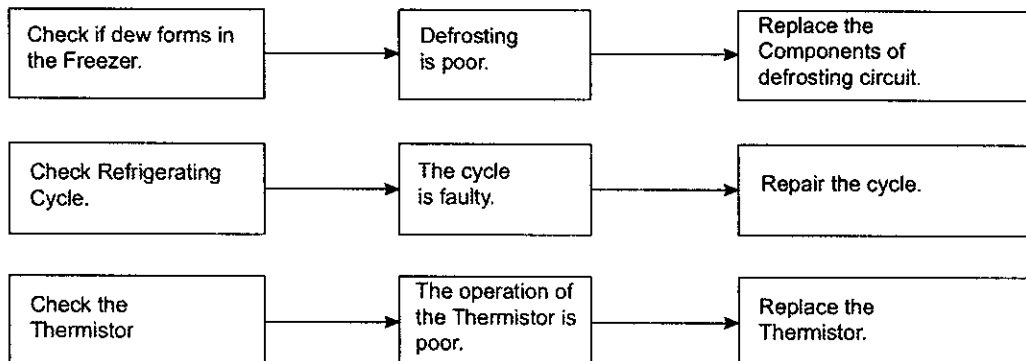 Check if dew forms in
the Freezer.
Defrosting
is poor.
Replace the
Components of
defrosting circuit.
Check Refrigerating
Cycle.
The cycle
is faulty.
Repair the cycle.
Check the
Thermistor
The operation of
the Thermistor is
poor.
Replace the
Thermistor.